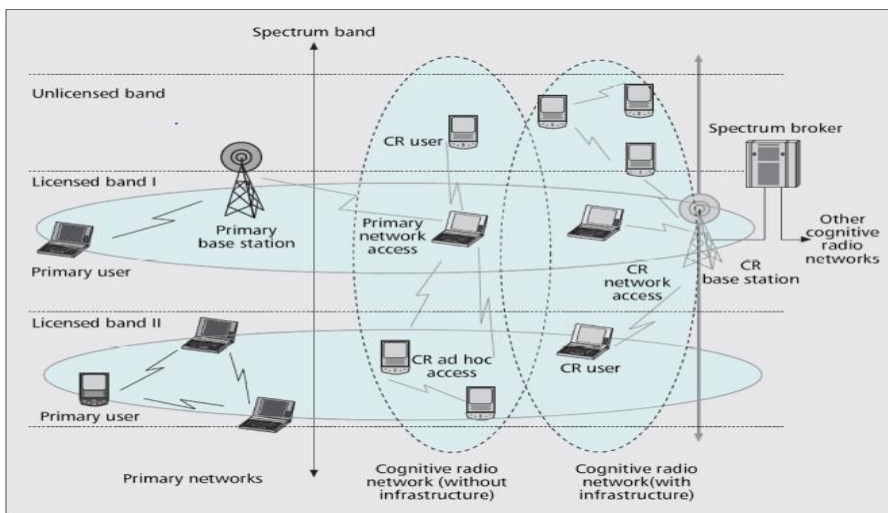 Spectrum band
Unlicensed band
CR user
Spectrum broker
Licensed band I
Primary
base station
Primary
network
access
Primary user
CR
network
access
CR
base station
Other
cognitive
radio
networks
Licensed band II
CR ad hoc
access
CR user
Primary user
Primary networks
Cognitive radio
network (without
infrastructure)
Cognitive radio
network(with
infrastructure)